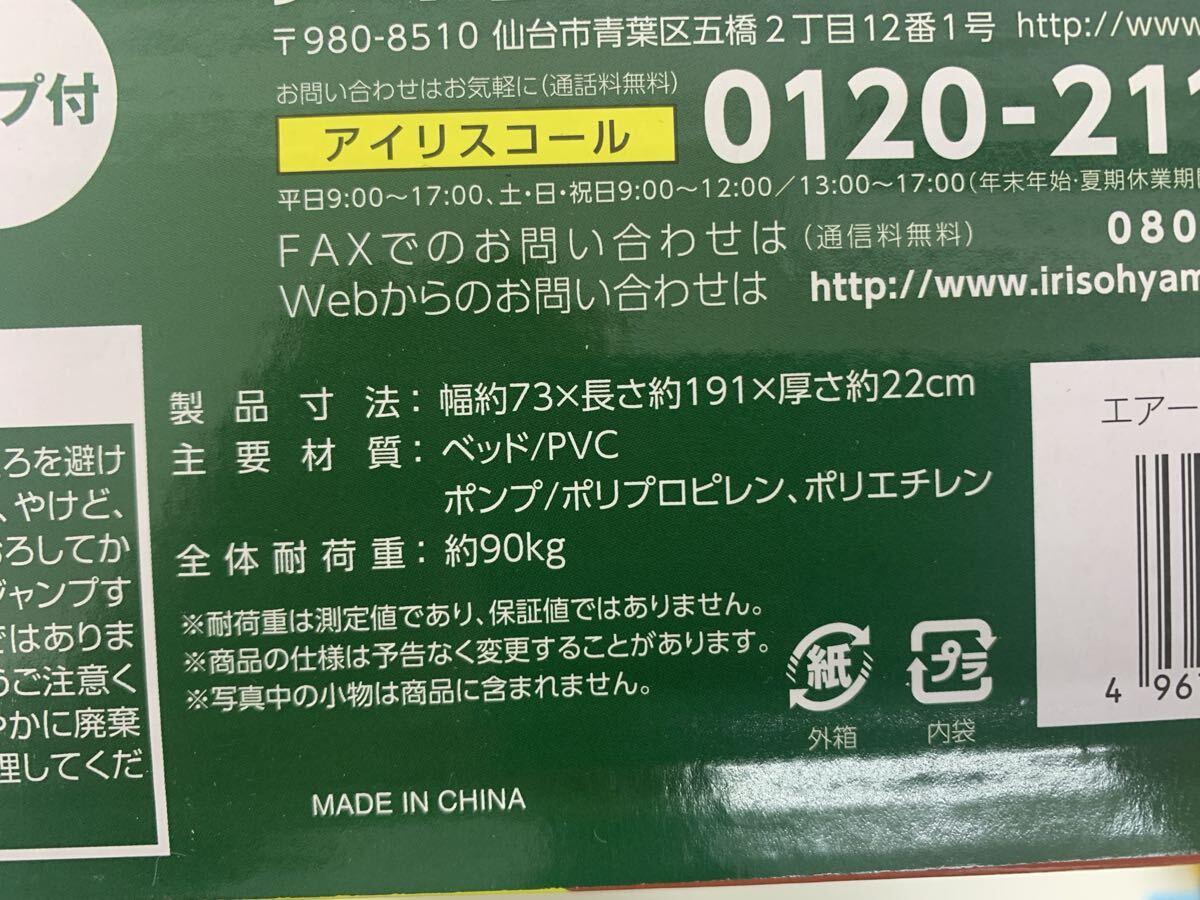 プ付
〒980-8510 仙台市青葉区五橋2丁目12番1号 http://www
お問い合わせはお気軽に(通話料無料)
アイリスコール 0120-211
平日9:00〜17:00、土・日・祝日9:00〜12:00/13:00〜17:00(年末年始・夏期休業期間
FAXでのお問い合わせは(通信料無料) 080
Webからのお問い合わせは http://www.irisohyam
製品寸法:幅約73×長さ約191×厚さ約22cm
主要材質:ベッド/PVC
ポンプ/ポリプロピレン、ポリエチレン
全体耐荷重:約90kg
※耐荷重は測定値であり、保証値ではありません。
※商品の仕様は予告なく変更することがあります。
※写真中の小物は商品に含まれません。
紙
外箱
プラ
内袋
MADE IN CHINA
ころを避け
、やけど、
おろしてか
ジャンプす
ではありま
うご注意く
やかに廃棄
理してくだ
エアー
4 967